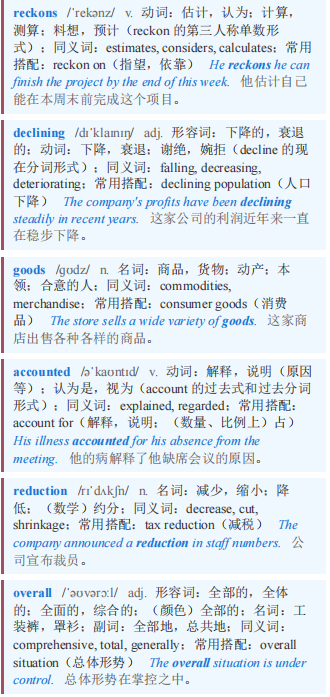 reckons /ˈrekənz/ v. 动词：估计，认为；计算，
测算；料想，预计（reckon 的第三人称单数形
式）；同义词：estimates, considers, calculates；常用
搭配：reckon on（指望，依靠） He reckons he can
finish the project by the end of this week. 他估计自己
能在本周末前完成这个项目。
declining /dɪˈklaɪnɪŋ/ adj. 形容词：下降的，衰退
的；动词：下降，衰退；谢绝，婉拒（decline 的现
在分词形式）；同义词：falling, decreasing,
deteriorating；常用搭配：declining population（人口
下降） The company's profits have been declining
steadily in recent years. 这家公司的利润近年来一直
在稳步下降。
goods /ɡʊdz/ n. 名词：商品，货物；动产；本
领；合意的人；同义词：commodities,
merchandise；常用搭配：consumer goods（消费
品） The store sells a wide variety of goods. 这家商
店出售各种各样的商品。
accounted /əˈkaʊntɪd/ v. 动词：解释，说明（原因
等）；认为是，视为（account 的过去式和过去分词
形式）；同义词：explained, regarded；常用搭配：
account for（解释，说明；（数量、比例上）占）
His illness accounted for his absence from the
meeting. 他的病解释了他缺席会议的原因。
reduction /rɪˈdʌkʃn/ n. 名词：减少，缩小；降
低；（数学）约分；同义词：decrease, cut,
shrinkage；常用搭配：tax reduction（减税） The
company announced a reduction in staff numbers. 公
司宣布裁员。
overall /ˈəʊvərɔːl/ adj. 形容词：全部的，全体
的；全面的，综合的；（颜色）全部的；名词：工
装裤，罩衫；副词：全部地，总共地；同义词：
comprehensive, total, generally；常用搭配：overall
situation（总体形势） The overall situation is under
control. 总体形势在掌控之中。